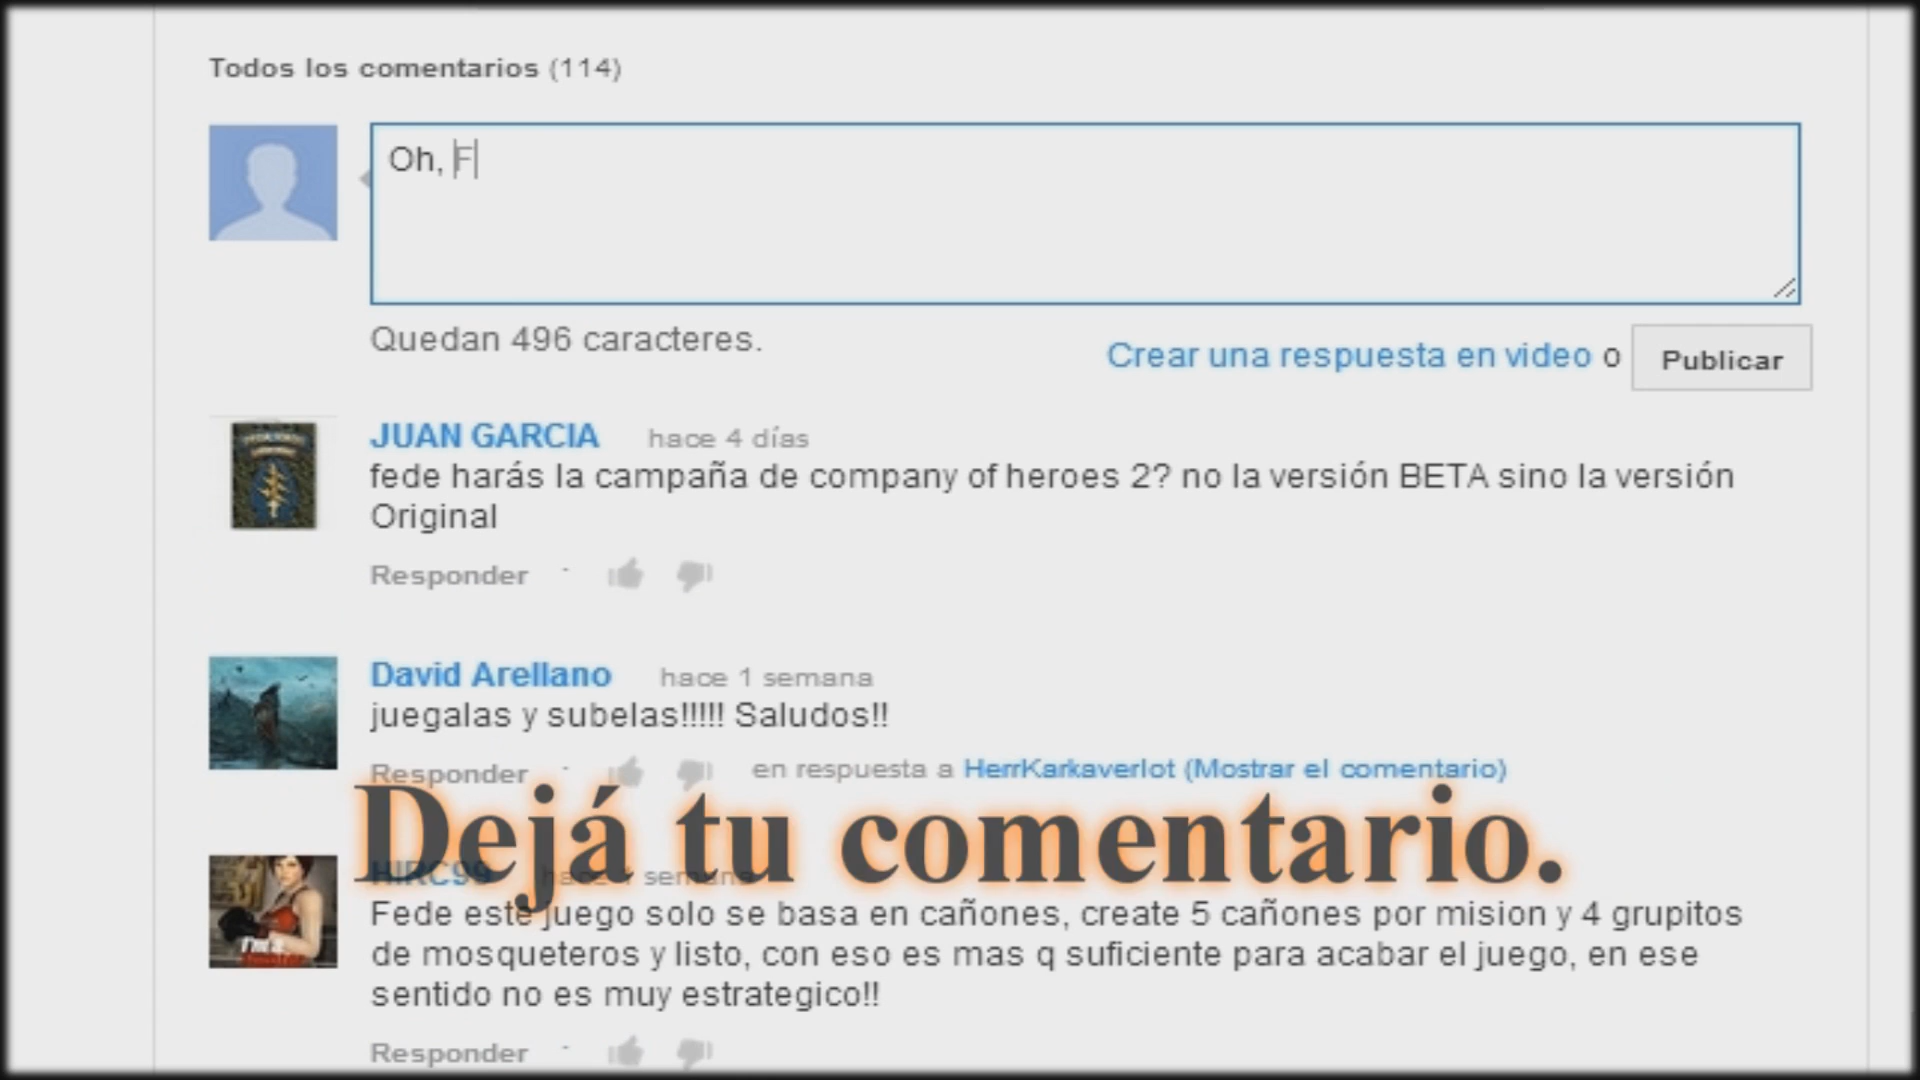 Todos los comentarios (114)
Oh, F
Quedan 496 caracteres.
Crear una respuesta en video o Publicar
JUAN GARCIA hace 4 días
fede harás la campaña de company of heroes 2? no la versión BETA sino la versión
Original
Responder
David Arellano hace 1 semana
juegalas y subelas!!!!! Saludos!!
Responder en respuesta a HerrKarkaverlot (Mostrar el comentario)
Dejá tu comentario.
HIRC99 hace 1 semana
Fede este juego solo se basa en cañones, create 5 cañones por mision y 4 grupitos
de mosqueteros y listo, con eso es mas q suficiente para acabar el juego, en ese
sentido no es muy estrategico!!
Responder